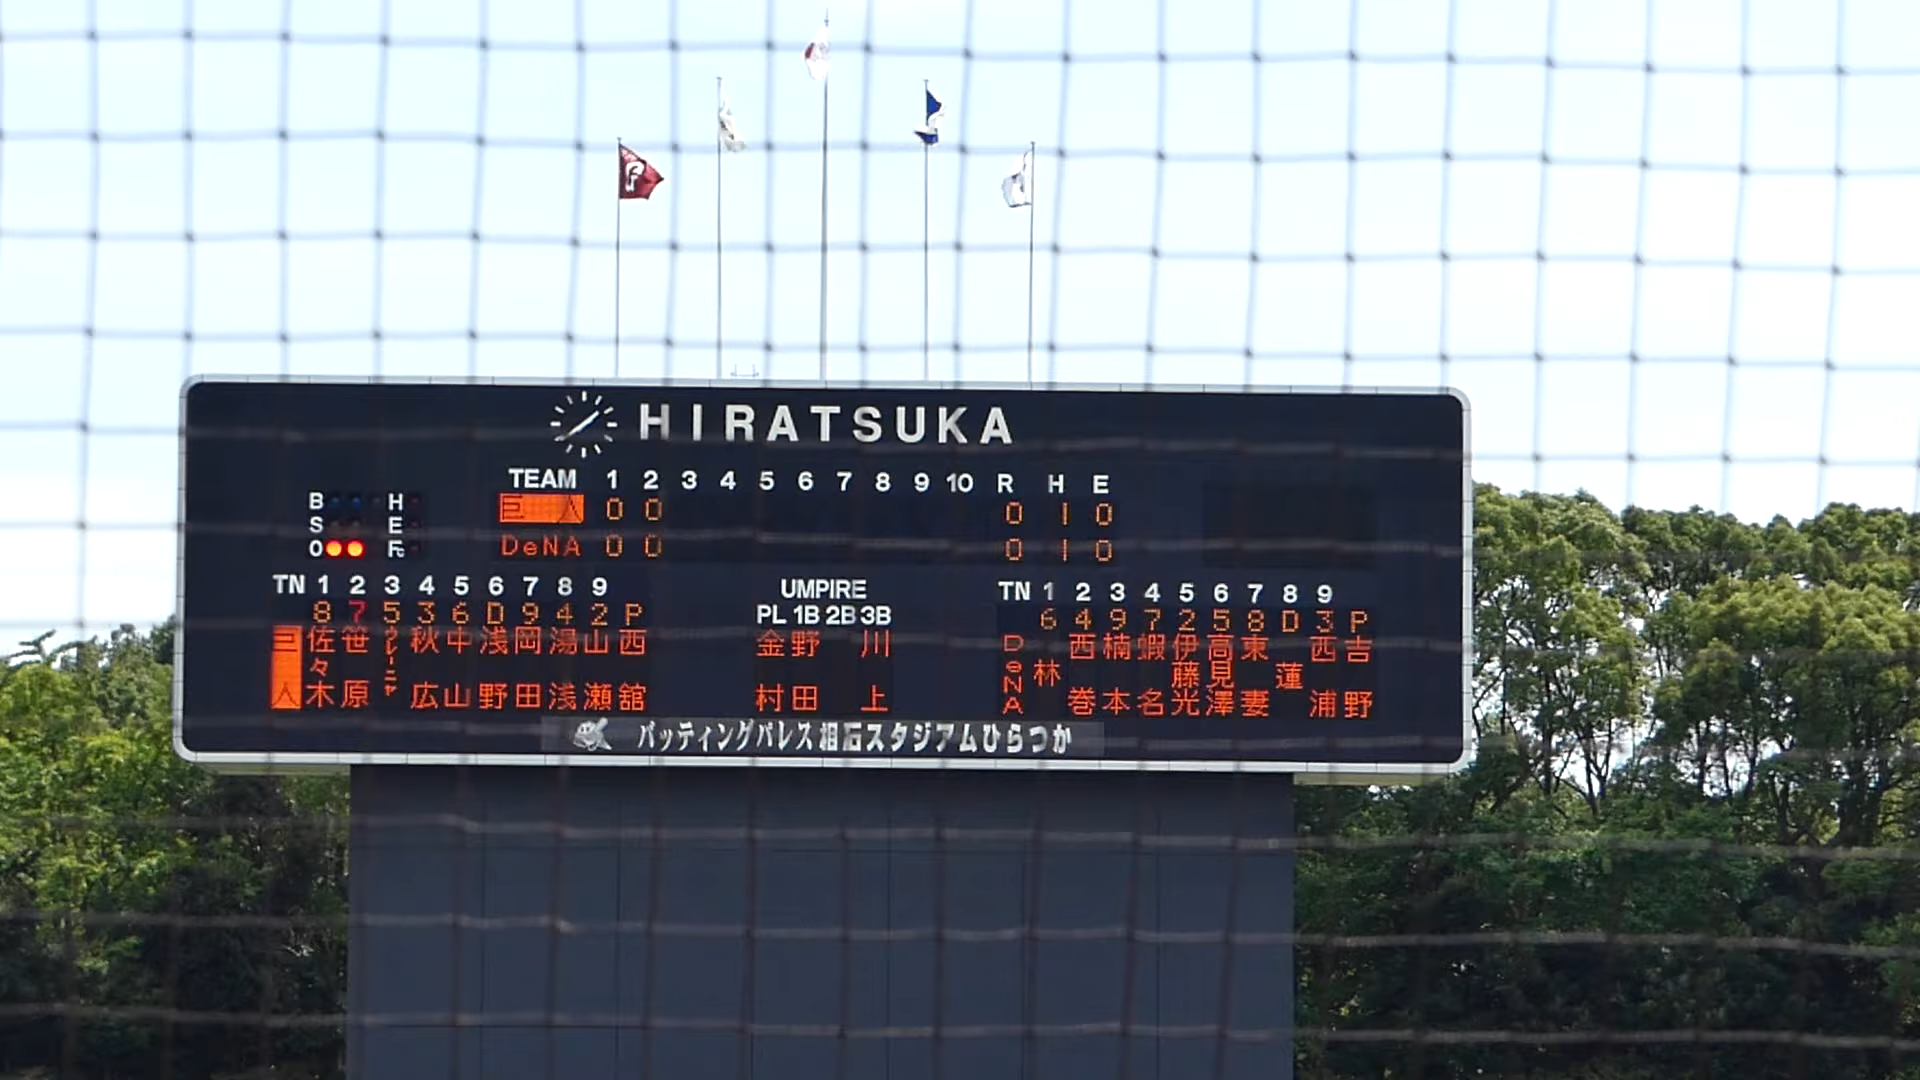 HIRATSUKA
TEAM 1 2 3 4 5 6 7 8 9 10 R H E
巨人 0 0 0 1 0
DeNA 0 0 0 1 0
B H
S E
O Fc
TN 1 2 3 4 5 6 7 8 9
8 7 5 3 6 D 9 4 2 P
巨人 佐々木 笹原 ウレーニャ 秋広 中山 浅野 岡田 湯浅 山瀬 西舘
UMPIRE
PL 1B 2B 3B
金村 野田 川上
TN 1 2 3 4 5 6 7 8 9
6 4 9 7 2 5 8 D 3 P
DeNA 林 西巻 楠本 蝦名 伊藤光 高見澤 東妻 蓮 西浦 吉野
バッティングパレス相石スタジアムひらつか